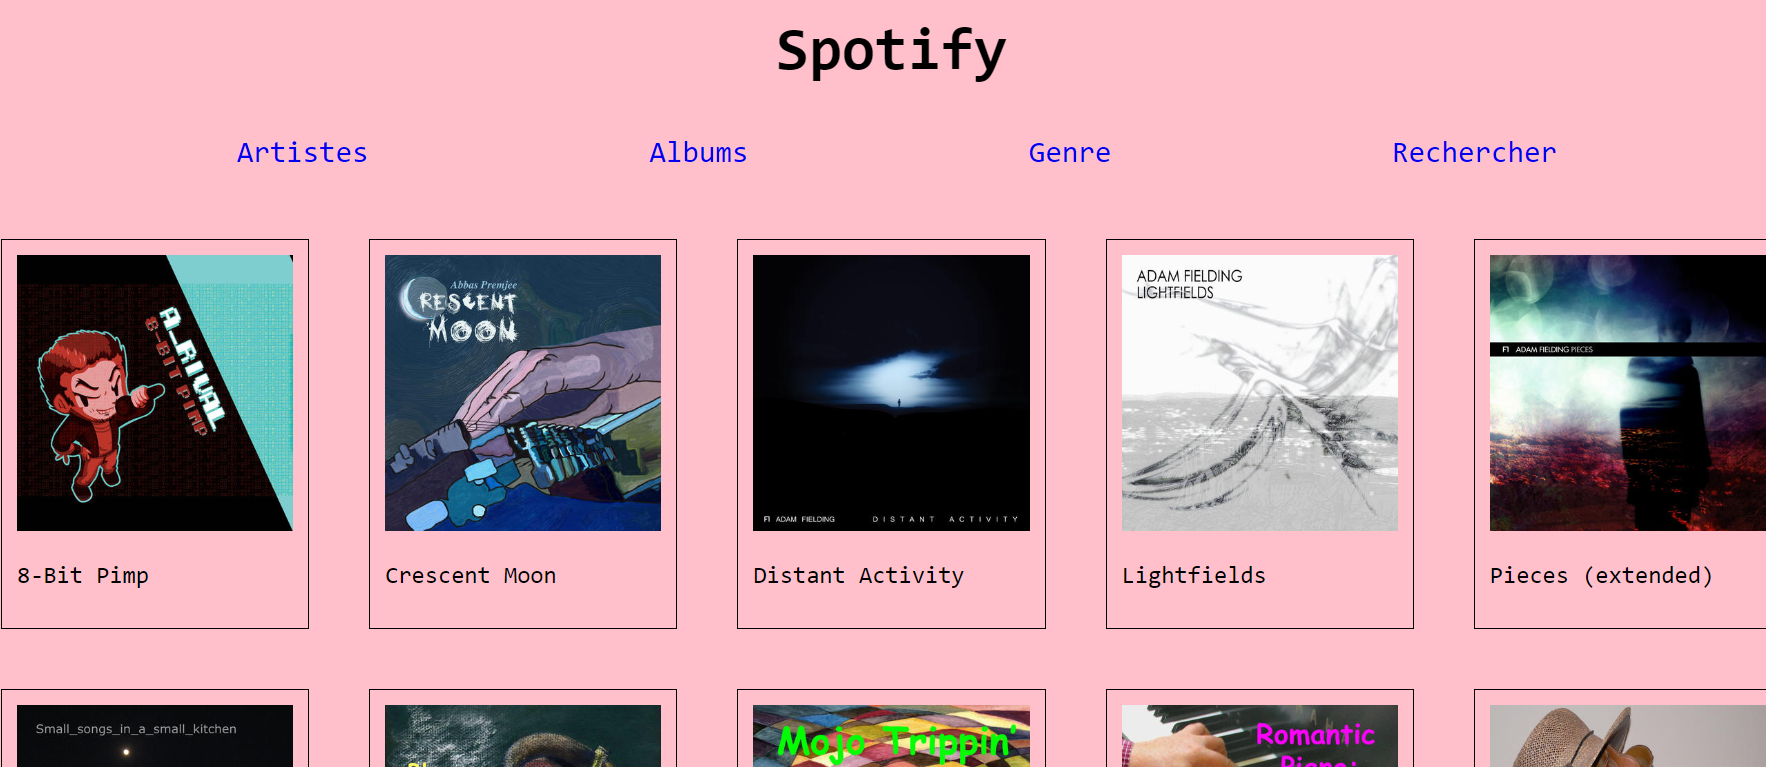 Spotify
Artistes
Albums
Genre
Rechercher
A_RIVAL
8-BIT PIMP
Abbas Premjee
CRESCENT
MOON
F1 ADAM FIELDING DISTANT ACTIVITY
ADAM FIELDING
LIGHTFIELDS
F1 ADAM FIELDING PIECES
8-Bit Pimp
Crescent Moon
Distant Activity
Lightfields
Pieces (extended)
Small_songs_in_a_small_kitchen
Mojo Trippin'
Romantic
Piano: